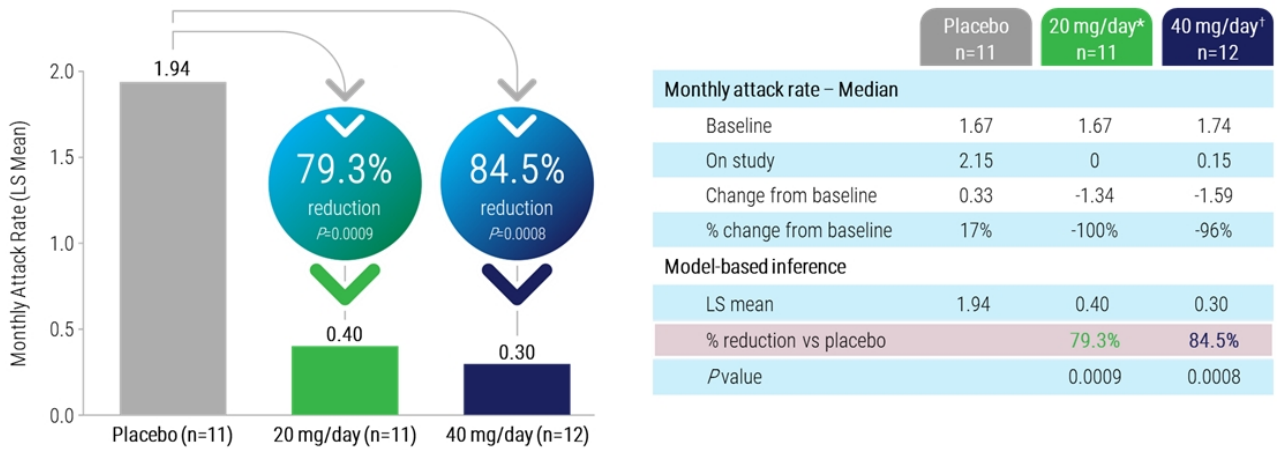 Monthly Attack Rate (LS Mean)
2.0
1.5
1.0
0.5
0.0
1.94
79.3%
reduction
P=0.0009
84.5%
reduction
P=0.0008
0.40
0.30
Placebo (n=11) 20 mg/day (n=11) 40 mg/day (n=12)
Placebo 20 mg/day* 40 mg/day†
n=11 n=11 n=12
Monthly attack rate – Median
Baseline 1.67 1.67 1.74
On study 2.15 0 0.15
Change from baseline 0.33 -1.34 -1.59
% change from baseline 17% -100% -96%
Model-based inference
LS mean 1.94 0.40 0.30
% reduction vs placebo 79.3% 84.5%
P value 0.0009 0.0008